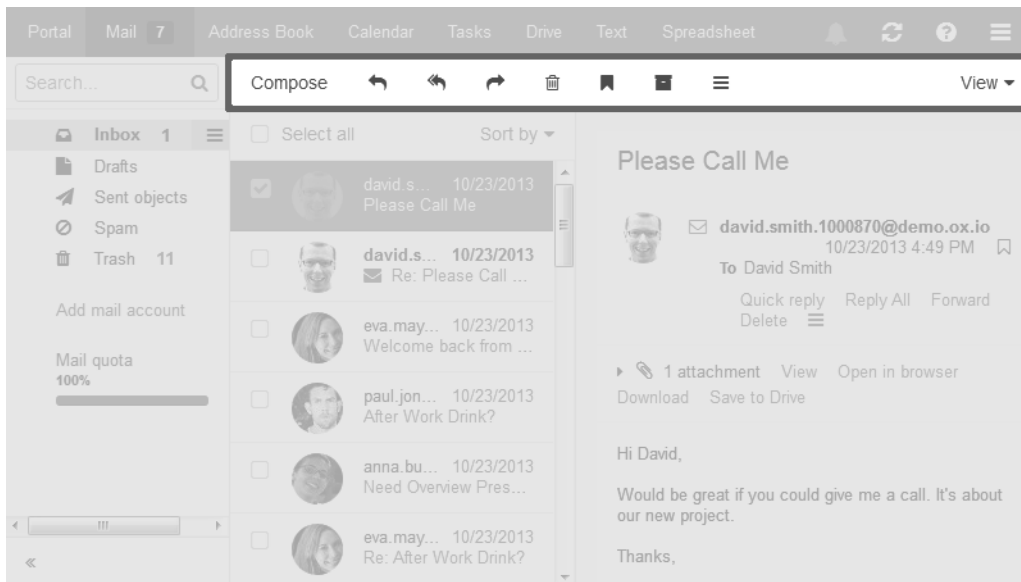 Portal Mail 7 Address Book Calendar Tasks Drive Text Spreadsheet
Search...
Compose View
Inbox 1
Drafts
Sent objects
Spam
Trash 11
Add mail account
Mail quota
100%
Select all Sort by
david.s... 10/23/2013
Please Call Me
david.s... 10/23/2013
Re: Please Call ...
eva.may... 10/23/2013
Welcome back from ...
paul.jon... 10/23/2013
After Work Drink?
anna.bu... 10/23/2013
Need Overview Pres...
eva.may... 10/23/2013
Re: After Work Drink?
Please Call Me
david.smith.1000870@demo.ox.io
10/23/2013 4:49 PM
To David Smith
Quick reply Reply All Forward
Delete
1 attachment View Open in browser
Download Save to Drive
Hi David,
Would be great if you could give me a call. It's about
our new project.
Thanks,